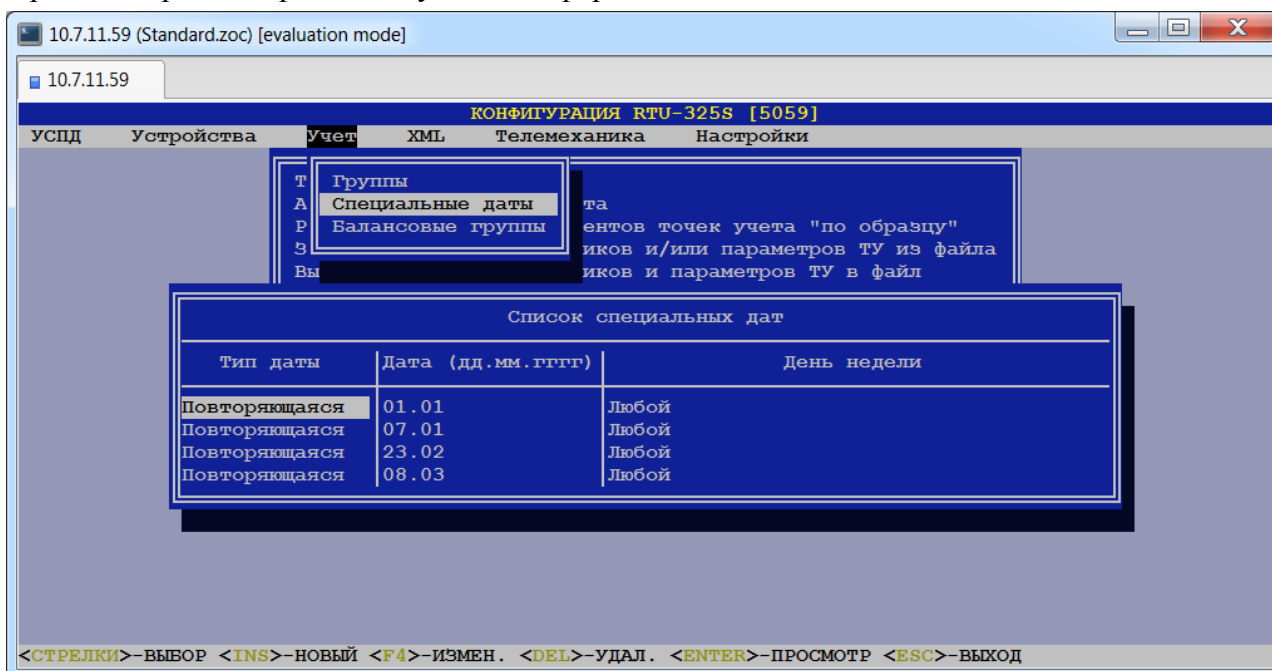 10.7.11.59 (Standard.zoc) [evaluation mode]
10.7.11.59
КОНФИГУРАЦИЯ RTU-325S [5059]
УСПД Устройства Учет XML Телемеханика Настройки
Т Группы
А Специальные даты та
Р Балансовые группы ентов точек учета "по образцу"
З иков и/или параметров ТУ из файла
Вы иков и параметров ТУ в файл
Список специальных дат
Тип даты Дата (дд.мм.гггг) День недели
Повторяющаяся 01.01 Любой
Повторяющаяся 07.01 Любой
Повторяющаяся 23.02 Любой
Повторяющаяся 08.03 Любой
<СТРЕЛКИ>-ВЫБОР <INS>-НОВЫЙ <F4>-ИЗМЕН. <DEL>-УДАЛ. <ENTER>-ПРОСМОТР <ESC>-ВЫХОД